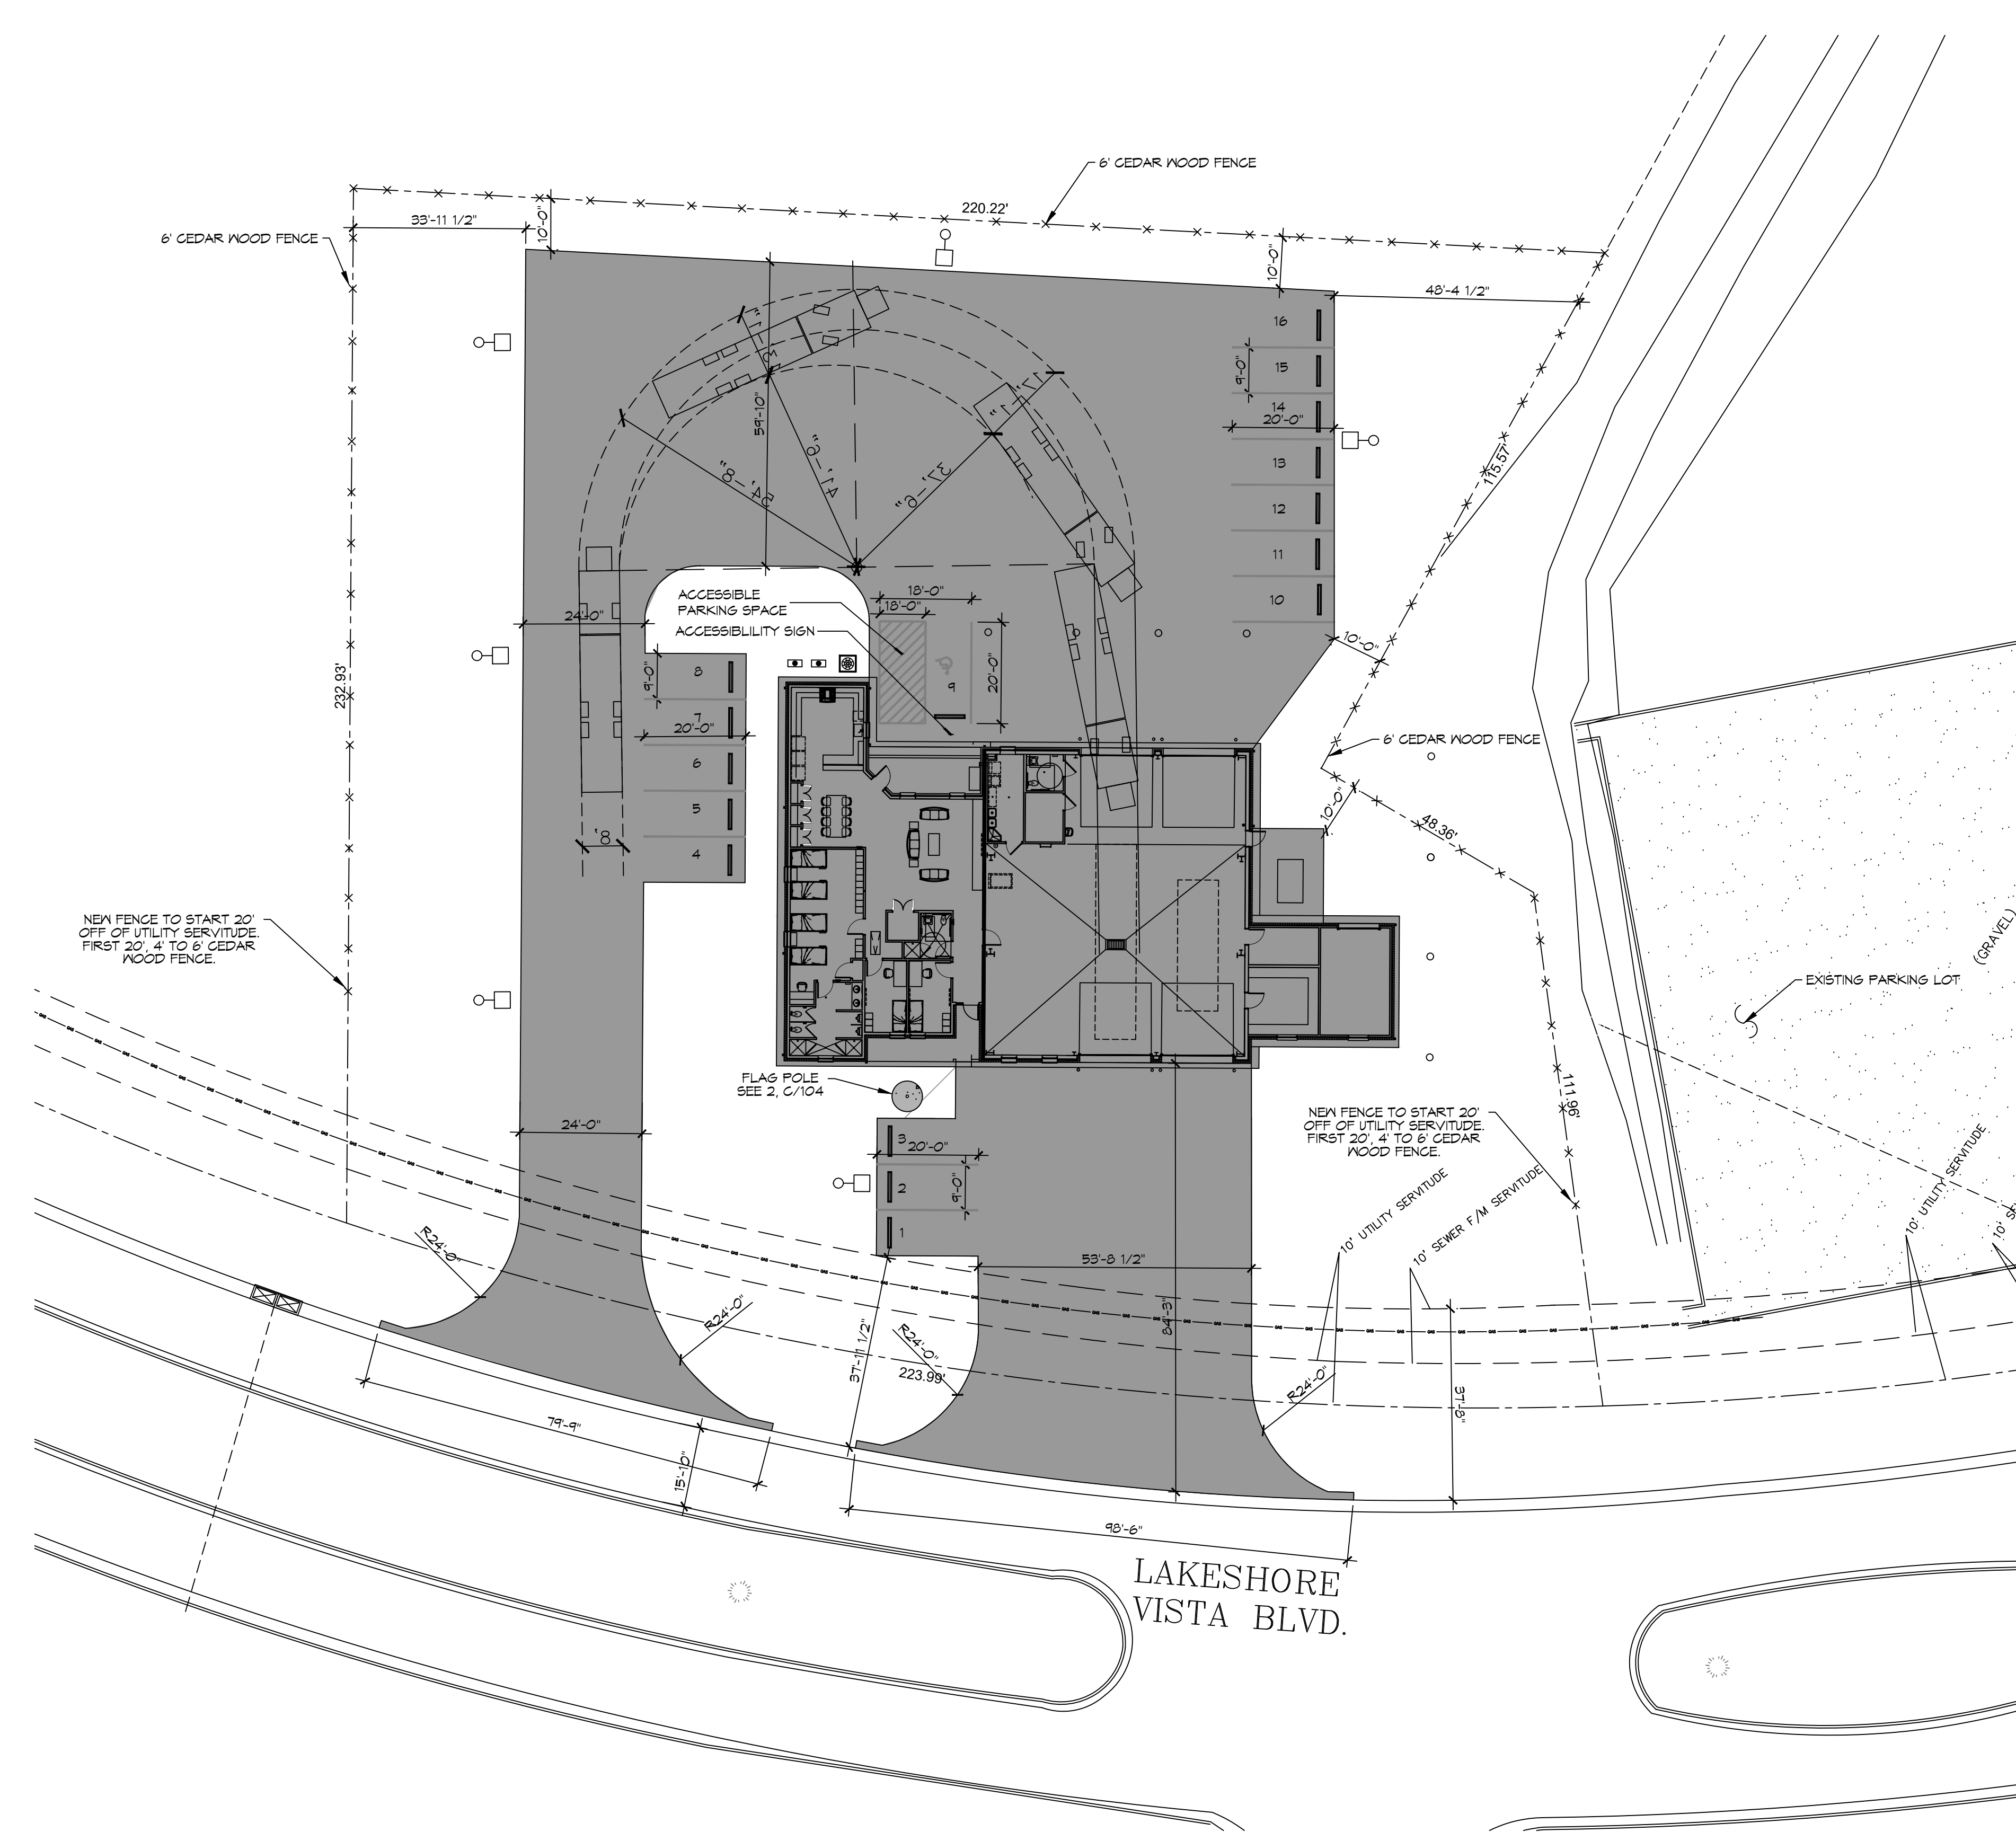 6' CEDAR WOOD FENCE
220.22'
33'-11 1/2"
10'-0"
6' CEDAR WOOD FENCE
10'-0"
48'-4 1/2"
16
15
9'-0"
14
20'-0"
13
12
11
10
17'-1"
13'-1"
59'-10"
54'-8"
41'-6"
37'-6"
115.57'
ACCESSIBLE
PARKING SPACE
ACCESSIBLILITY SIGN
18'-0"
18'-0"
20'-0"
9
24'-0"
10'-0"
232.93'
9'-0"
8
7
20'-0"
6
5
4
8'
6' CEDAR WOOD FENCE
10'-0"
48.36'
NEW FENCE TO START 20'
OFF OF UTILITY SERVITUDE.
FIRST 20', 4' TO 6' CEDAR
WOOD FENCE.
(GRAVEL)
EXISTING PARKING LOT
FLAG POLE
SEE 2, C/104
111.96'
NEW FENCE TO START 20'
OFF OF UTILITY SERVITUDE.
FIRST 20', 4' TO 6' CEDAR
WOOD FENCE.
24'-0"
3
20'-0"
2
9'-0"
1
10' UTILITY SERVITUDE
10' SEWER F/M SERVITUDE
10' UTILITY SERVITUDE
R24'-0"
53'-8 1/2"
R24'-0"
R24'-0"
37'-11 1/2"
223.99'
84'-3"
R24'-0"
37'-8"
79'-9"
15'-10"
98'-6"
LAKESHORE
VISTA BLVD.